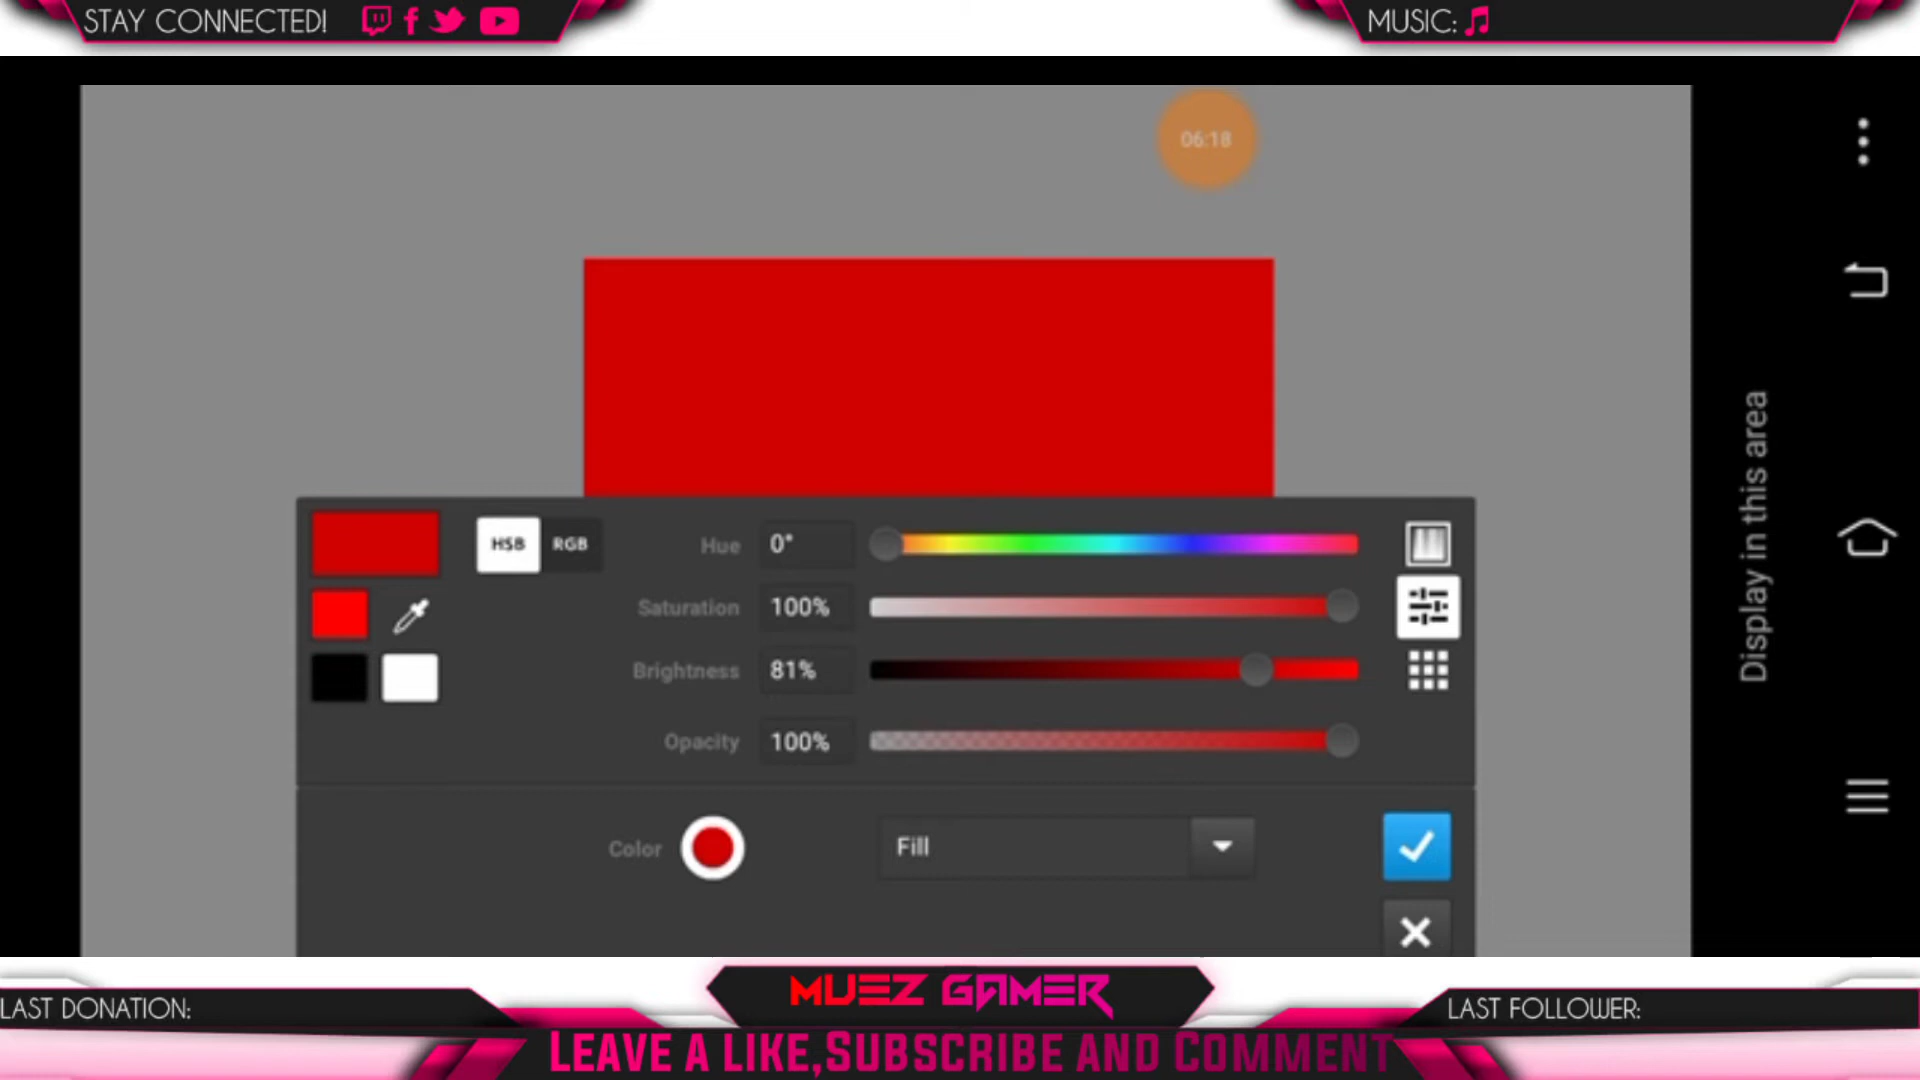 STAY CONNECTED!
MUSIC:
06:18
Display in this area
HSB RGB
Hue 0°
Saturation 100%
Brightness 81%
Opacity 100%
Color Fill
MUEZ GAMER
LAST DONATION:
LAST FOLLOWER:
LEAVE A LIKE,SUBSCRIBE AND COMMENT